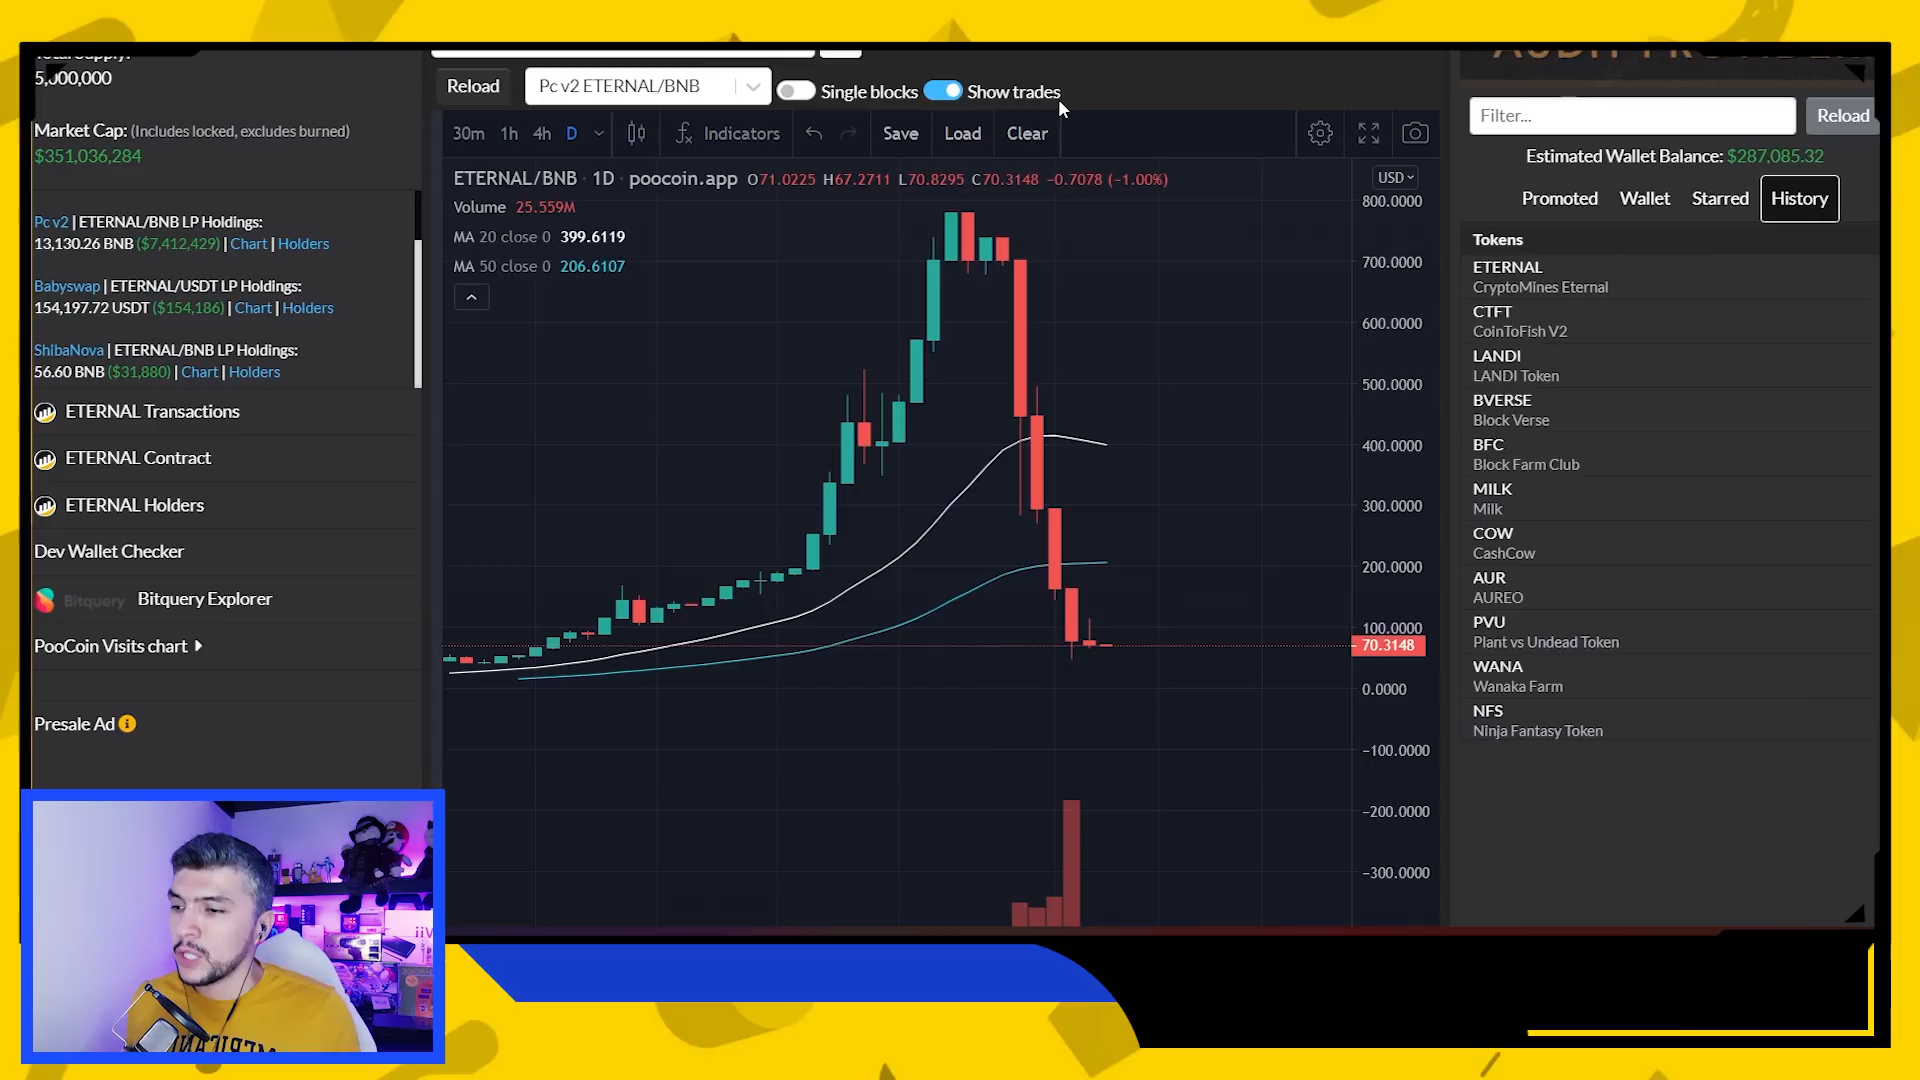 Total Supply:
5,000,000
Market Cap: (Includes locked, excludes burned)
$351,036,284
Pc v2 | ETERNAL/BNB LP Holdings:
13,130.26 BNB ($7,412,429) | Chart | Holders
Babyswap | ETERNAL/USDT LP Holdings:
154,197.72 USDT ($154,186) | Chart | Holders
ShibaNova | ETERNAL/BNB LP Holdings:
56.60 BNB ($31,880) | Chart | Holders
ETERNAL Transactions
ETERNAL Contract
ETERNAL Holders
Dev Wallet Checker
Bitquery Bitquery Explorer
PooCoin Visits chart
Presale Ad
Reload
Pc v2 ETERNAL/BNB
Single blocks
Show trades
30m 1h 4h D
Indicators
Save Load Clear
ETERNAL/BNB · 1D · poocoin.app O71.0225 H67.2711 L70.8295 C70.3148 −0.7078 (−1.00%)
Volume 25.559M
MA 20 close 0 399.6119
MA 50 close 0 206.6107
USD
800.0000
700.0000
600.0000
500.0000
400.0000
300.0000
200.0000
100.0000
70.3148
0.0000
−100.0000
−200.0000
−300.0000
Filter...
Reload
Estimated Wallet Balance: $287,085.32
Promoted Wallet Starred History
Tokens
ETERNAL
CryptoMines Eternal
CTFT
CoinToFish V2
LANDI
LANDI Token
BVERSE
Block Verse
BFC
Block Farm Club
MILK
Milk
COW
CashCow
AUR
AUREO
PVU
Plant vs Undead Token
WANA
Wanaka Farm
NFS
Ninja Fantasy Token